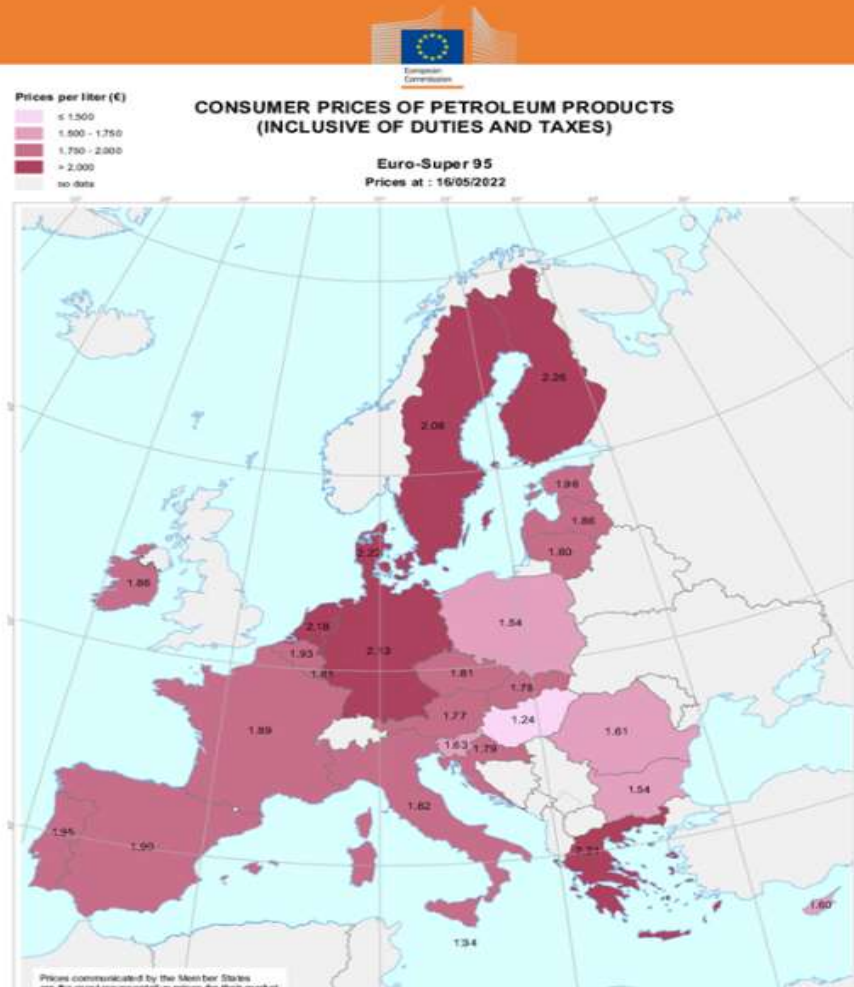 European
Commission
Prices per liter (€)
≤ 1.500
1.500 - 1.750
1.750 - 2.000
> 2.000
no data
CONSUMER PRICES OF PETROLEUM PRODUCTS
(INCLUSIVE OF DUTIES AND TAXES)
Euro-Super 95
Prices at : 16/05/2022
2.26
2.08
1.98
1.86
1.80
2.22
1.86
2.18
1.54
1.93
2.13
1.81
1.81
1.78
1.77
1.24
1.89
1.61
1.63
1.79
1.54
1.82
1.95
1.99
2.21
1.60
1.34
Prices communicated by the Member States